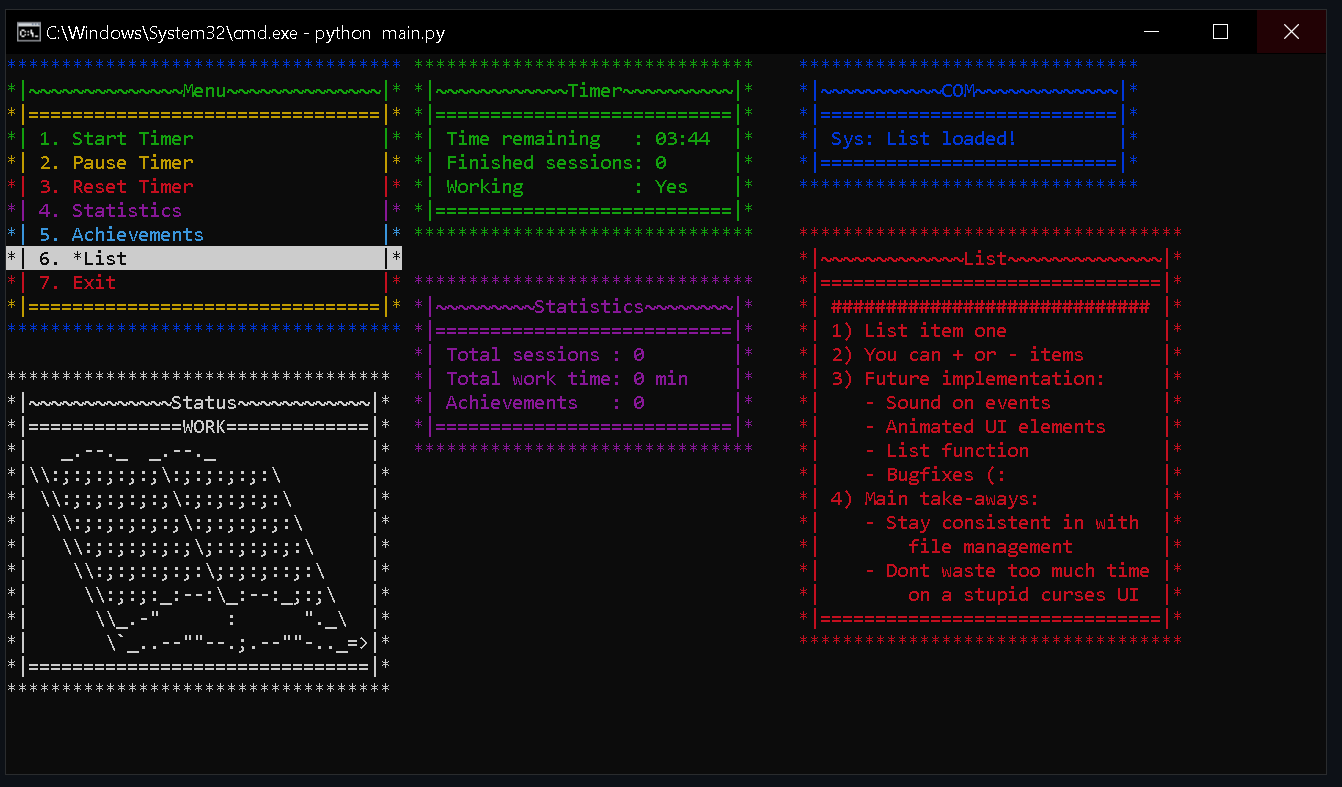 C:\Windows\System32\cmd.exe - python  main.py
Menu
1. Start Timer
2. Pause Timer
3. Reset Timer
4. Statistics
5. Achievements
6. *List
7. Exit
Status
WORK
Timer
Time remaining   : 03:44
Finished sessions: 0
Working          : Yes
Statistics
Total sessions : 0
Total work time: 0 min
Achievements   : 0
COM
Sys: List loaded!
List
############################# 
1) List item one
2) You can + or - items
3) Future implementation:
- Sound on events
- Animated UI elements
- List function
- Bugfixes (:
4) Main take-aways:
- Stay consistent in with
file management
- Dont waste too much time
on a stupid curses UI